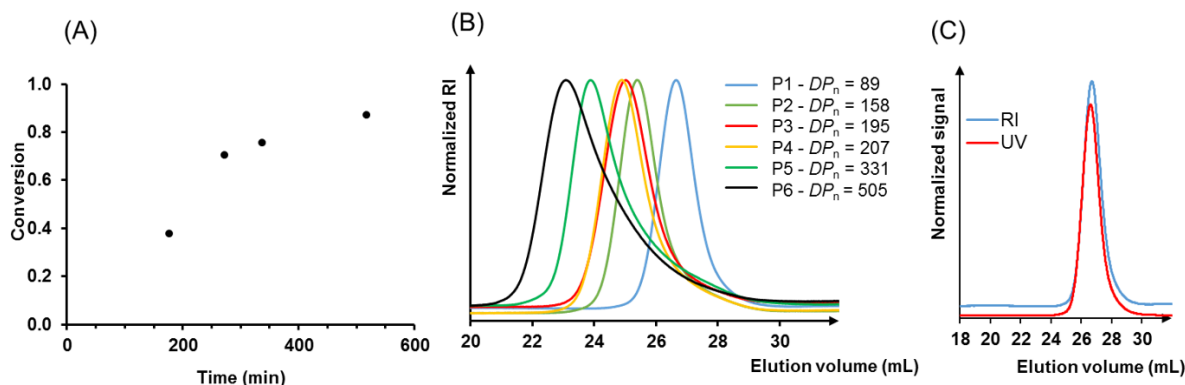 (A)
Conversion
1.0
0.8
0.6
0.4
0.2
0.0
0
200
400
600
Time (min)
(B)
Normalized RI
P1 - DPn = 89
P2 - DPn = 158
P3 - DPn = 195
P4 - DPn = 207
P5 - DPn = 331
P6 - DPn = 505
20
22
24
26
28
30
Elution volume (mL)
(C)
Normalized signal
RI
UV
18
20
22
24
26
28
30
Elution volume (mL)